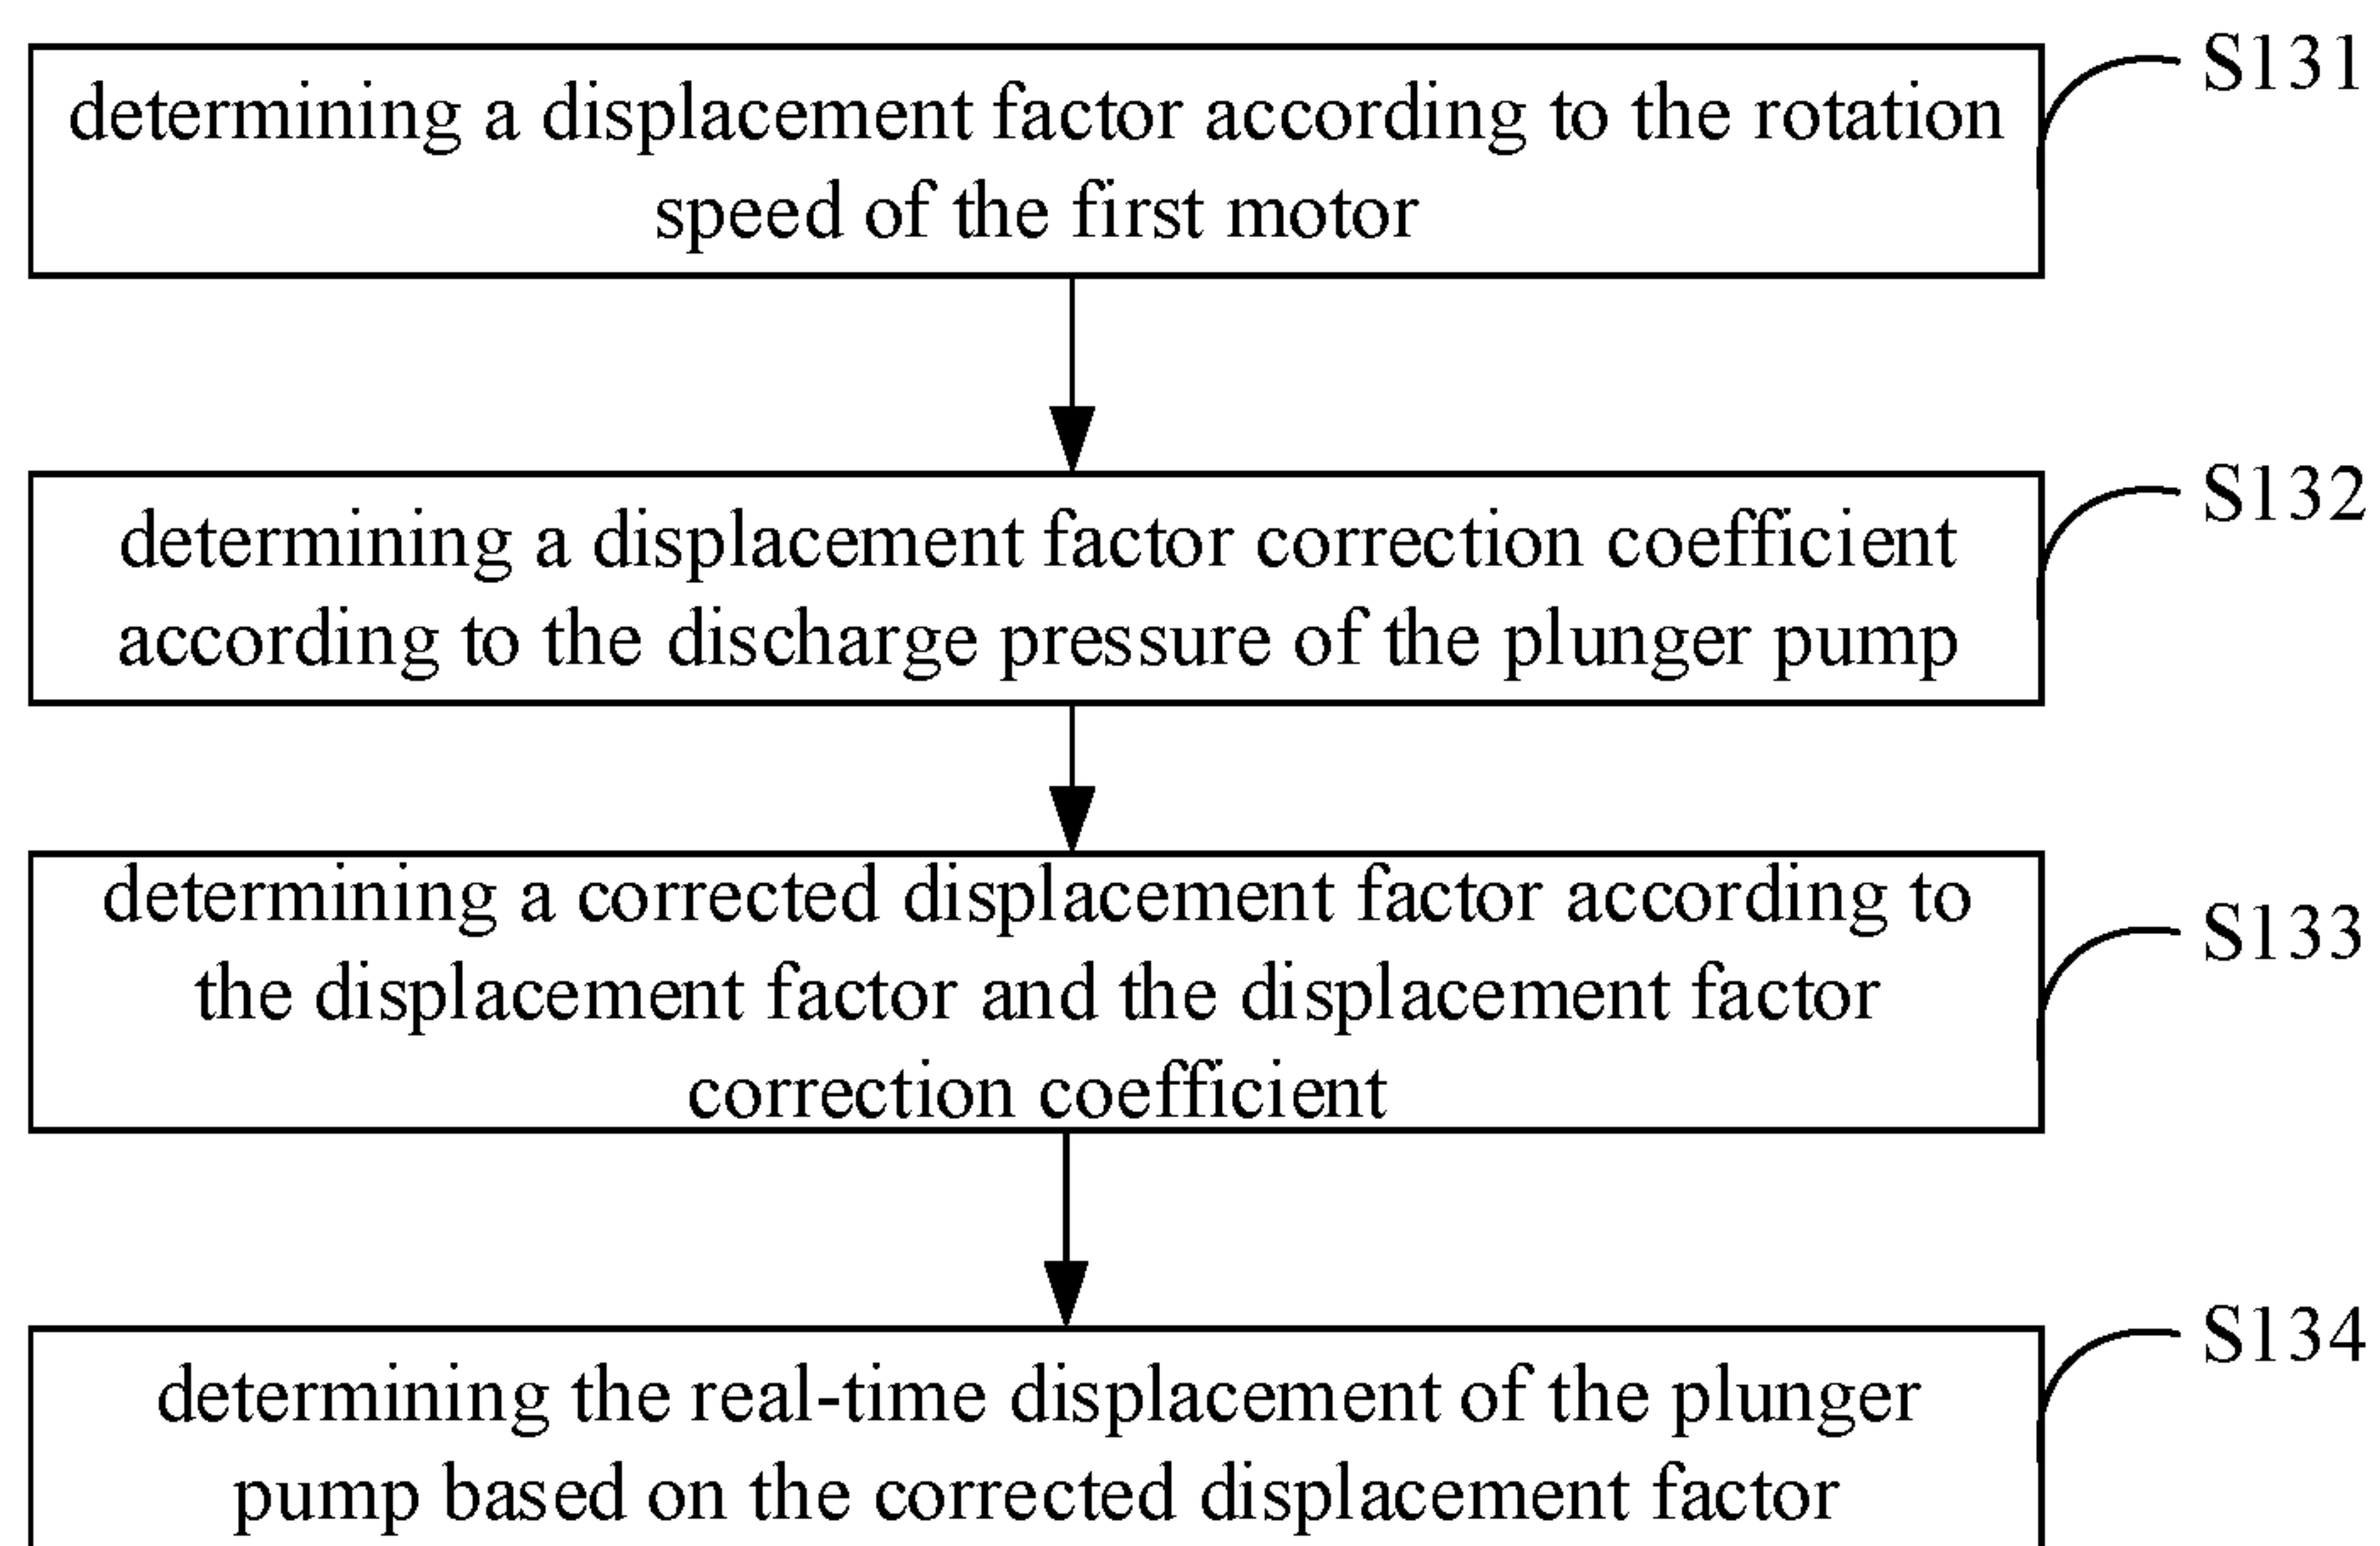 determining a displacement factor according to the rotation
speed of the first motor
S131
determining a displacement factor correction coefficient
according to the discharge pressure of the plunger pump
S132
determining a corrected displacement factor according to
the displacement factor and the displacement factor
correction coefficient
S133
determining the real-time displacement of the plunger
pump based on the corrected displacement factor
S134